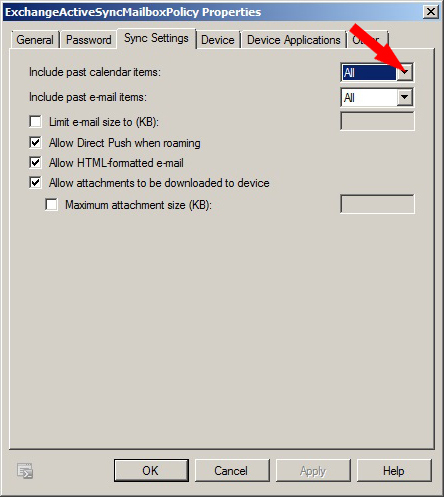 ExchangeActiveSyncMailboxPolicy Properties
General Password Sync Settings Device Device Applications
Include past calendar items: All
Include past e-mail items: All
Limit e-mail size to (KB):
Allow Direct Push when roaming
Allow HTML-formatted e-mail
Allow attachments to be downloaded to device
Maximum attachment size (KB):
OK Cancel Apply Help